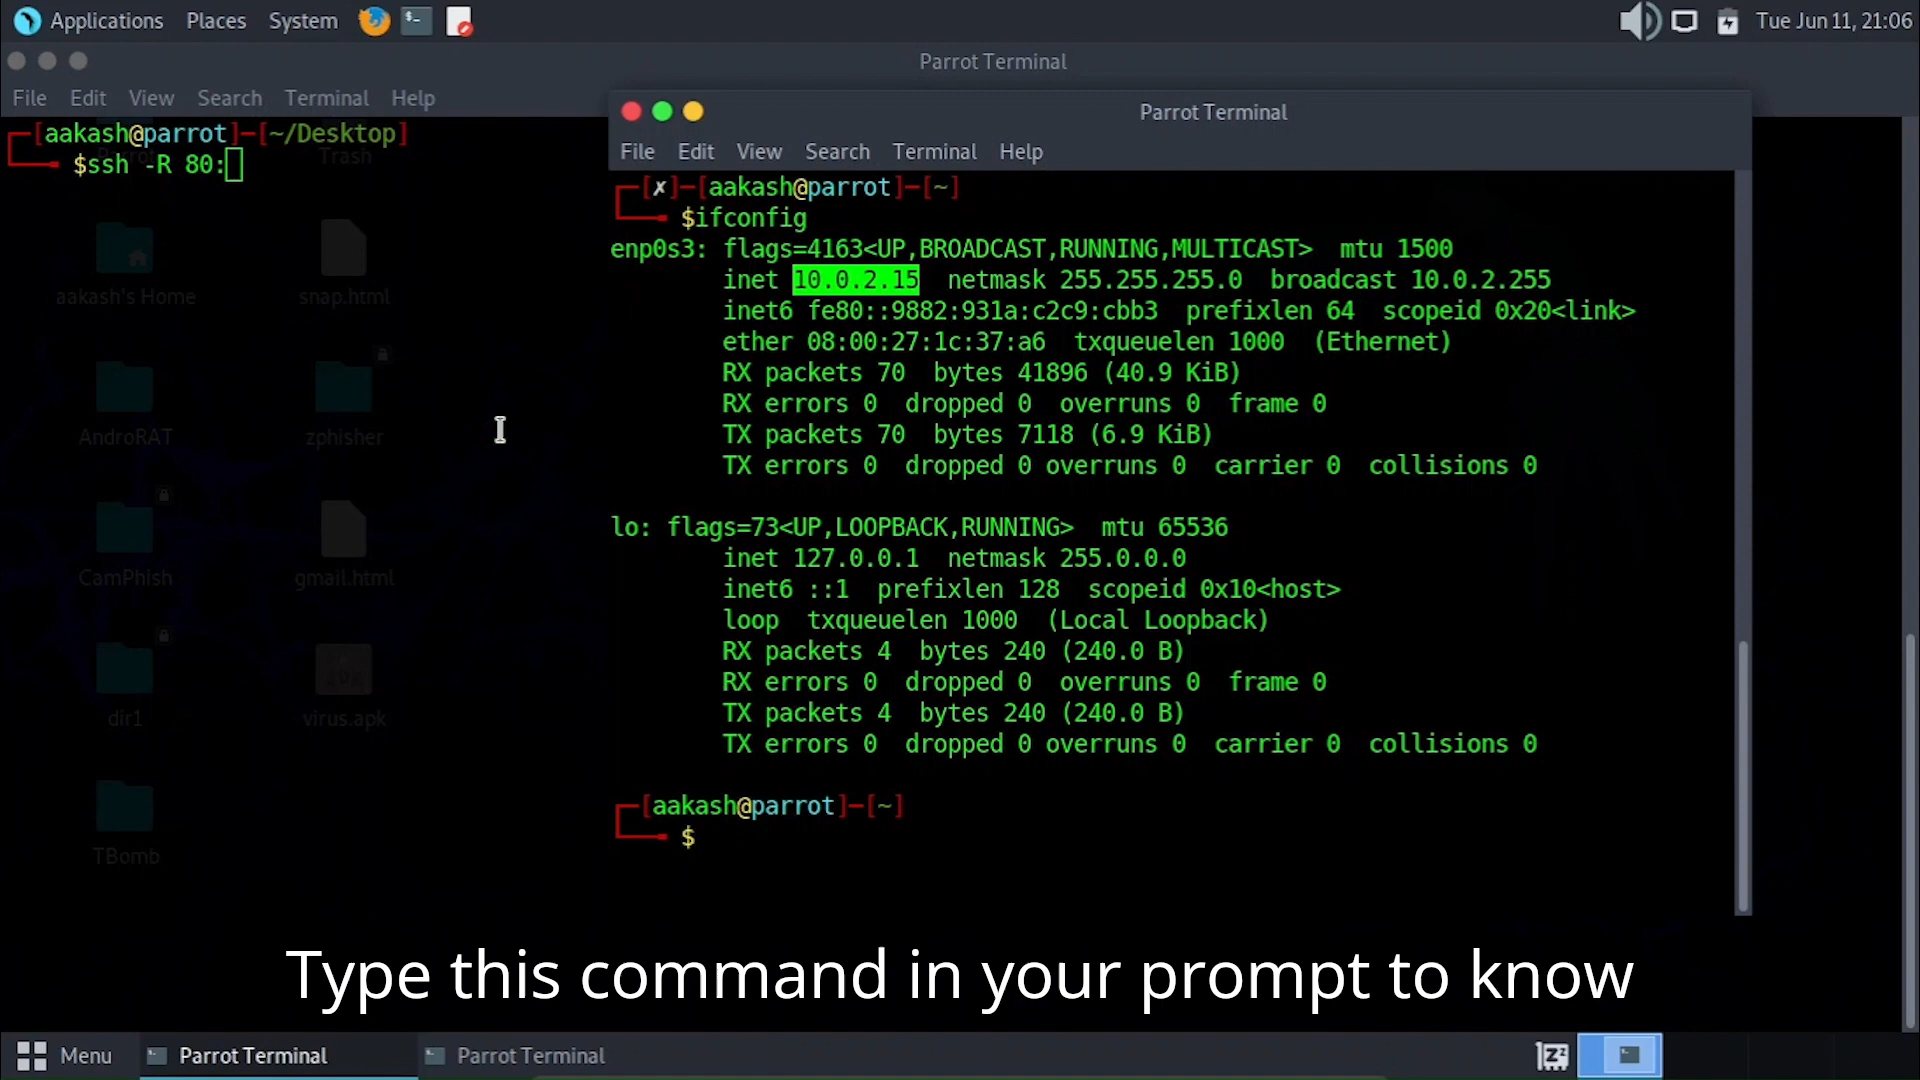 Applications Places System Tue Jun 11, 21:06
Parrot Terminal
File Edit View Search Terminal Help
┌─[aakash@parrot]─[~/Desktop]
└──╼ $ssh -R 80:
Trash
aakash's Home
snap.html
AndroRAT
zphisher
CamPhish
gmail.html
dir1
virus.apk
TBomb
Parrot Terminal
File Edit View Search Terminal Help
┌─[✗]─[aakash@parrot]─[~]
└──╼ $ifconfig
enp0s3: flags=4163<UP,BROADCAST,RUNNING,MULTICAST> mtu 1500
inet 10.0.2.15 netmask 255.255.255.0 broadcast 10.0.2.255
inet6 fe80::9882:931a:c2c9:cbb3 prefixlen 64 scopeid 0x20<link>
ether 08:00:27:1c:37:a6 txqueuelen 1000 (Ethernet)
RX packets 70 bytes 41896 (40.9 KiB)
RX errors 0 dropped 0 overruns 0 frame 0
TX packets 70 bytes 7118 (6.9 KiB)
TX errors 0 dropped 0 overruns 0 carrier 0 collisions 0
lo: flags=73<UP,LOOPBACK,RUNNING> mtu 65536
inet 127.0.0.1 netmask 255.0.0.0
inet6 ::1 prefixlen 128 scopeid 0x10<host>
loop txqueuelen 1000 (Local Loopback)
RX packets 4 bytes 240 (240.0 B)
RX errors 0 dropped 0 overruns 0 frame 0
TX packets 4 bytes 240 (240.0 B)
TX errors 0 dropped 0 overruns 0 carrier 0 collisions 0
┌─[aakash@parrot]─[~]
└──╼ $
Type this command in your prompt to know
Menu Parrot Terminal Parrot Terminal